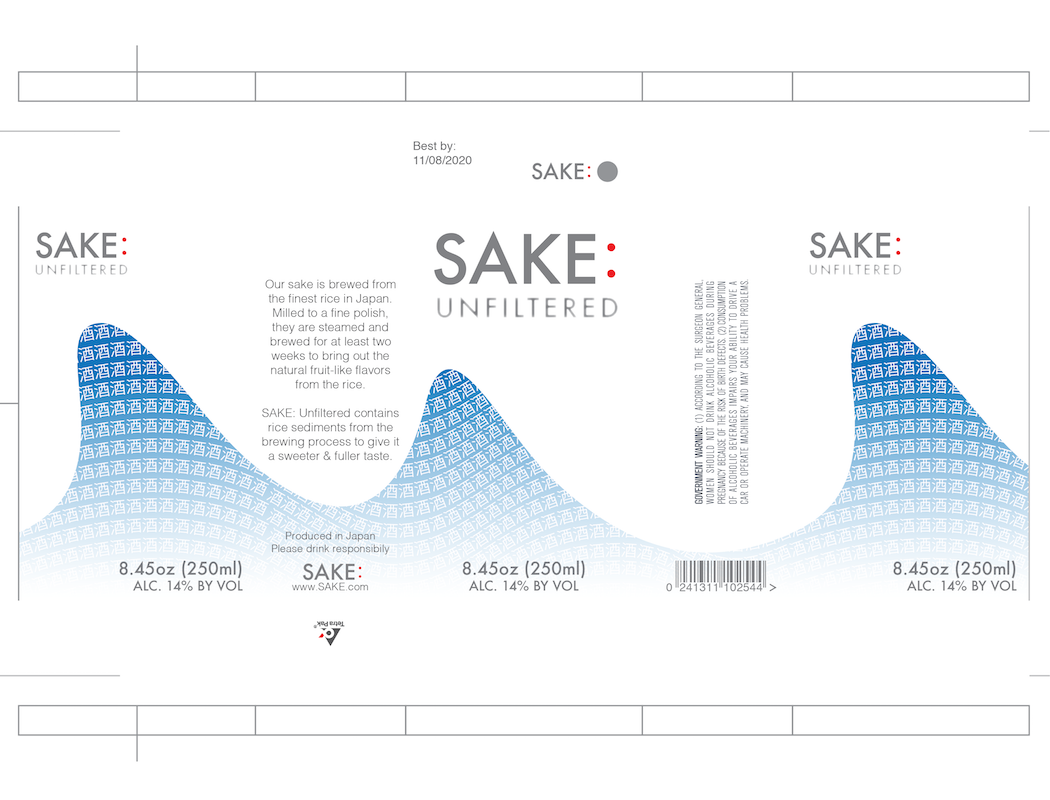 Best by:
11/08/2020
SAKE:
SAKE:
UNFILTERED
Our sake is brewed from
the finest rice in Japan.
Milled to a fine polish,
they are steamed and
brewed for at least two
weeks to bring out the
natural fruit-like flavors
from the rice.
SAKE: Unfiltered contains
rice sediments from the
brewing process to give it
a sweeter & fuller taste.
Produced in Japan
Please drink responsibily
SAKE:
www.SAKE.com
Tetra Pak®
SAKE:
UNFILTERED
GOVERNMENT WARNING: (1) ACCORDING TO THE SURGEON GENERAL,
WOMEN SHOULD NOT DRINK ALCOHOLIC BEVERAGES DURING
PREGNANCY BECAUSE OF THE RISK OF BIRTH DEFECTS. (2) CONSUMPTION
OF ALCOHOLIC BEVERAGES IMPAIRS YOUR ABILITY TO DRIVE A
CAR OR OPERATE MACHINERY, AND MAY CAUSE HEALTH PROBLEMS.
SAKE:
UNFILTERED
酒酒酒
8.45oz (250ml)
ALC. 14% BY VOL
8.45oz (250ml)
ALC. 14% BY VOL
0 241311 102544 >
8.45oz (250ml)
ALC. 14% BY VOL